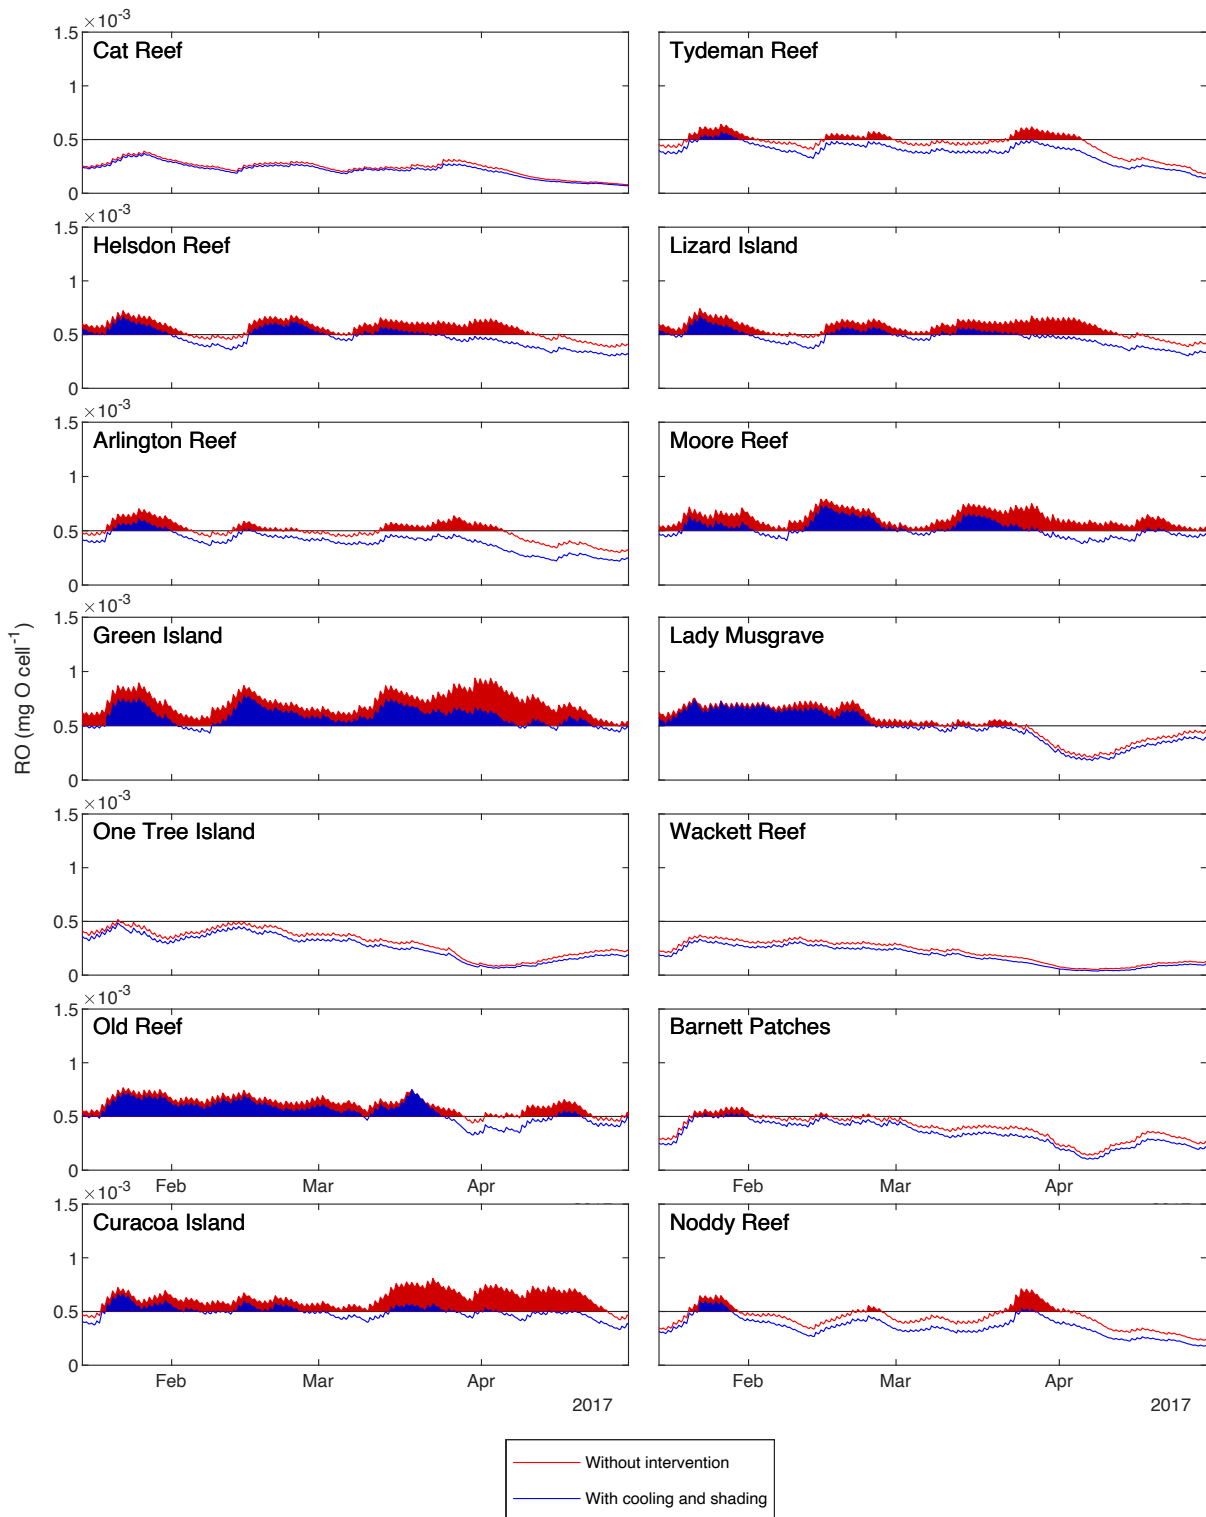 ×10-3
1.5
Cat Reef
1
0.5
0
Tydeman Reef
×10-3
1.5
Helsdon Reef
1
0.5
0
Lizard Island
×10-3
1.5
Arlington Reef
1
0.5
0
Moore Reef
×10-3
1.5
Green Island
1
0.5
0
Lady Musgrave
RO (mg O cell-1)
×10-3
1.5
One Tree Island
1
0.5
0
Wackett Reef
×10-3
1.5
Old Reef
1
0.5
0
Feb Mar Apr
Barnett Patches
Feb Mar Apr
×10-3
1.5
Curacoa Island
1
0.5
0
Feb Mar Apr
2017
Noddy Reef
Feb Mar Apr
2017
Without intervention
With cooling and shading